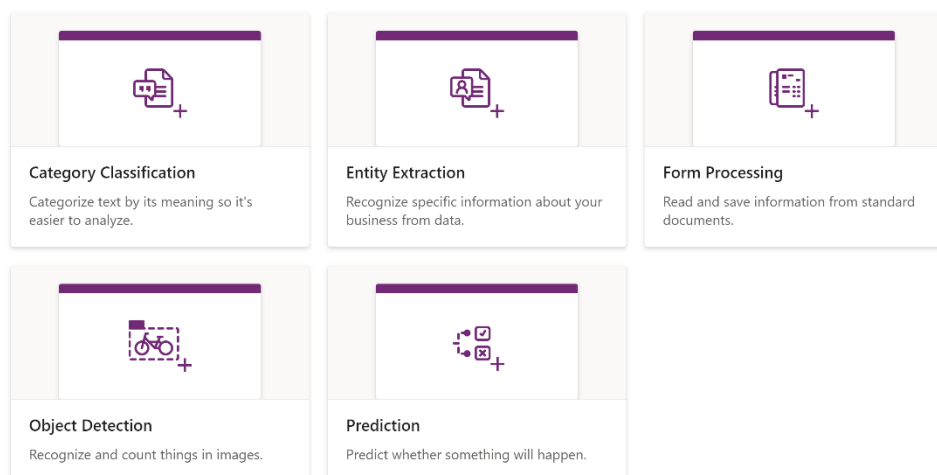 Category Classification
Categorize text by its meaning so it's
easier to analyze.
Entity Extraction
Recognize specific information about your
business from data.
Form Processing
Read and save information from standard
documents.
Object Detection
Recognize and count things in images.
Prediction
Predict whether something will happen.